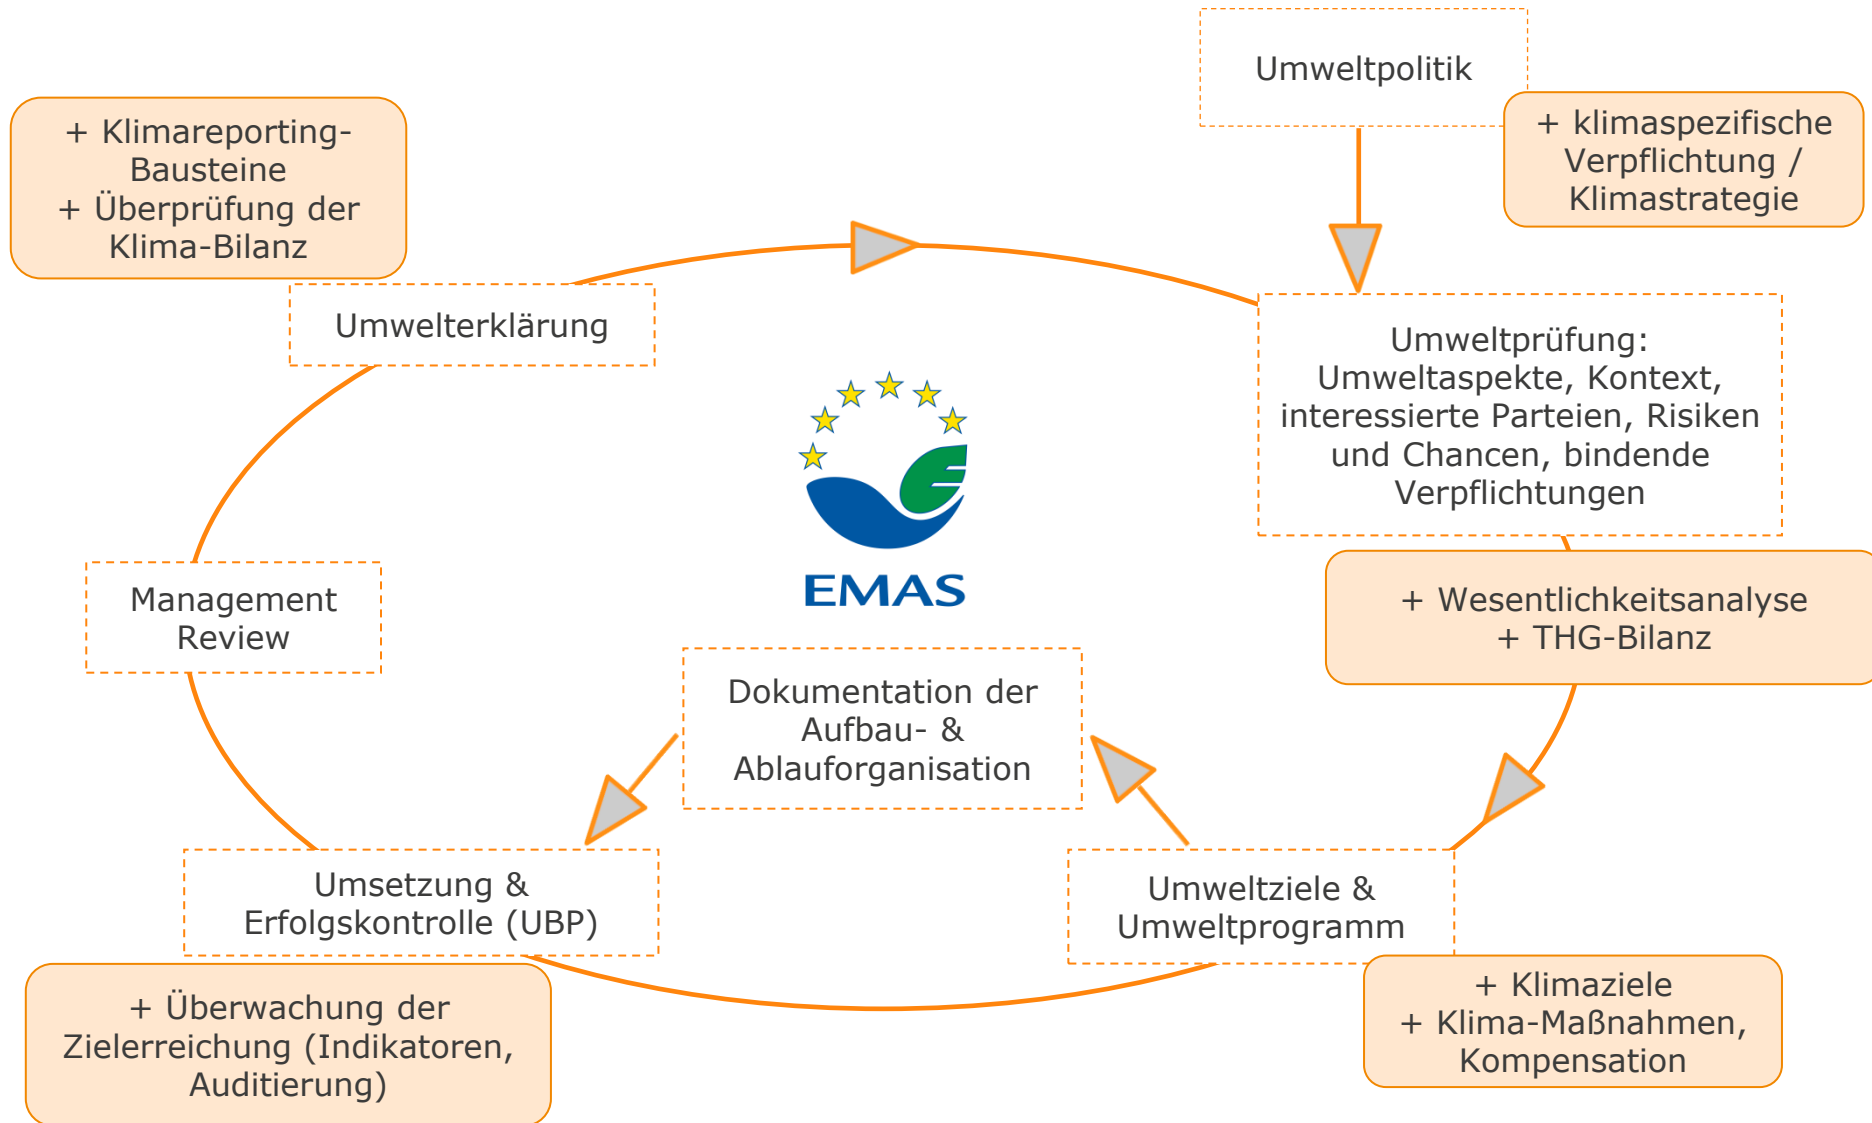 Umweltpolitik
+ klimaspezifische
Verpflichtung /
Klimastrategie
+ Klimareporting-
Bausteine
+ Überprüfung der
Klima-Bilanz
Umwelterklärung
Umweltprüfung:
Umweltaspekte, Kontext,
interessierte Parteien, Risiken
und Chancen, bindende
Verpflichtungen
EMAS
Management
Review
+ Wesentlichkeitsanalyse
+ THG-Bilanz
Dokumentation der
Aufbau- &
Ablauforganisation
Umsetzung &
Erfolgskontrolle (UBP)
Umweltziele &
Umweltprogramm
+ Überwachung der
Zielerreichung (Indikatoren,
Auditierung)
+ Klimaziele
+ Klima-Maßnahmen,
Kompensation